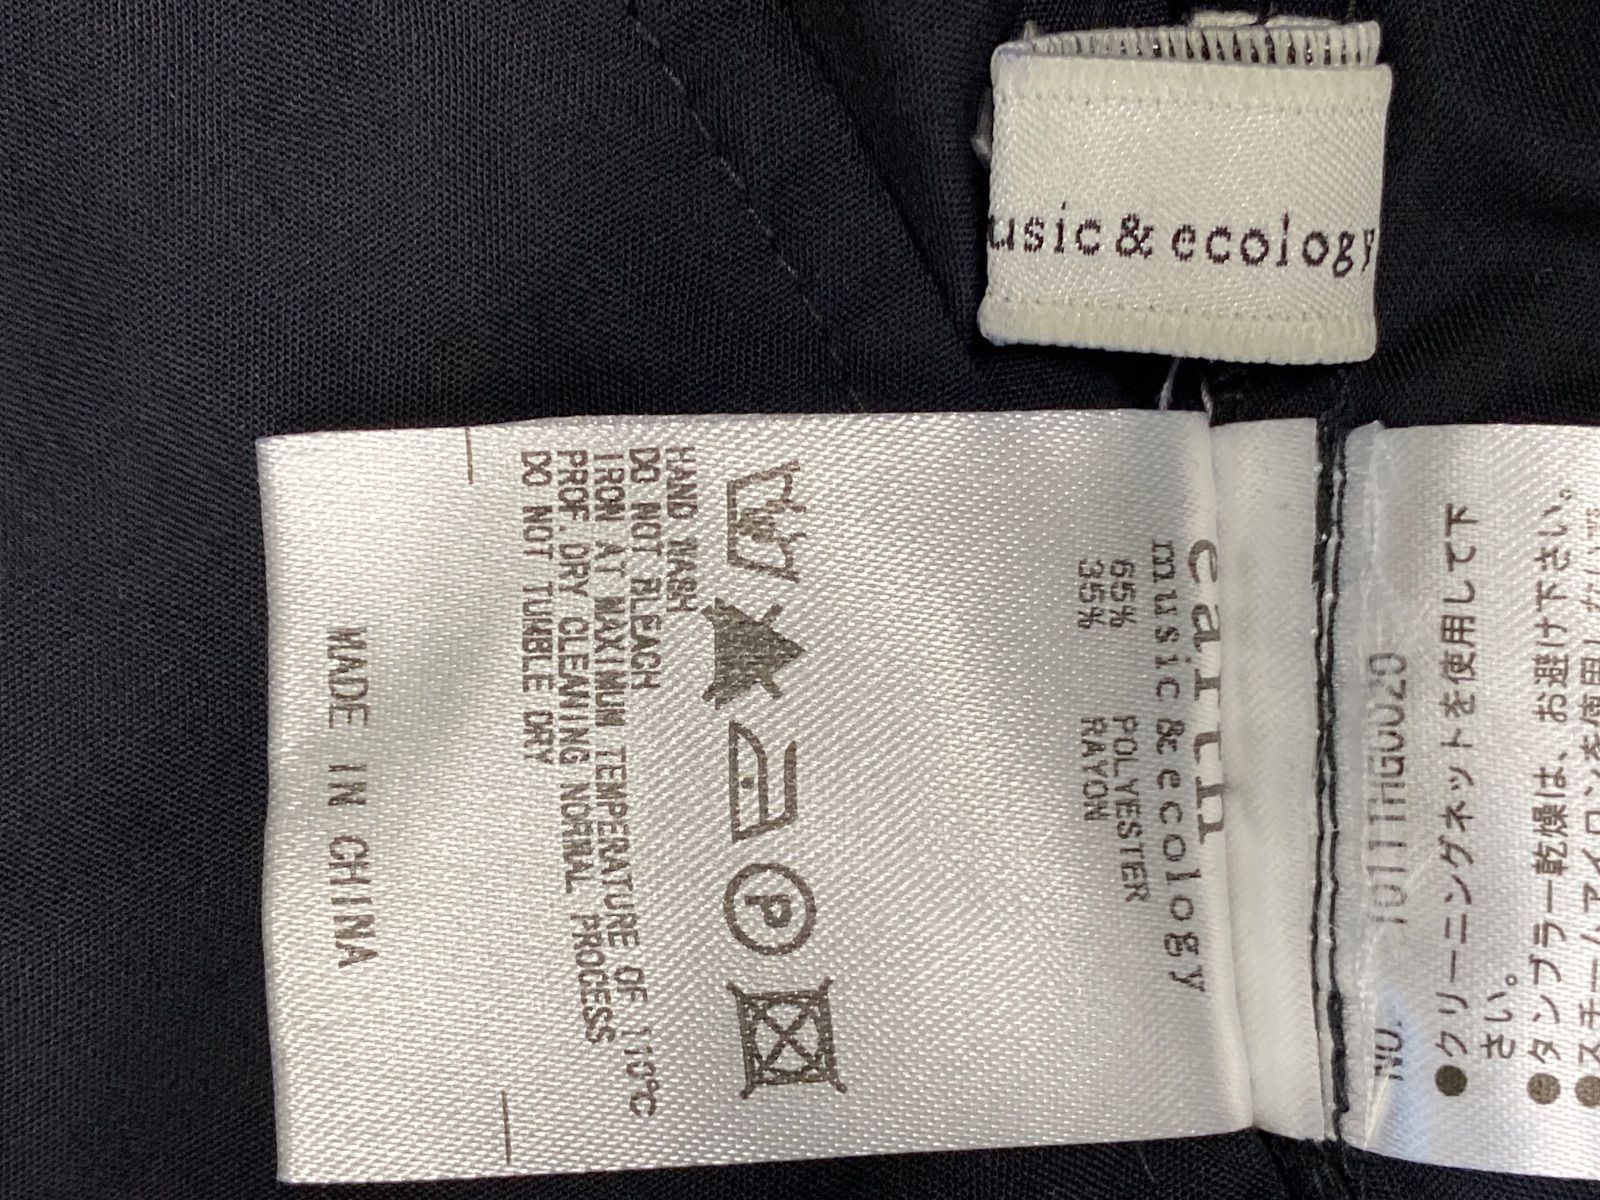 usic & ecology
earth
music & ecology
65% POLYESTER
35% RAYON
HAND WASH
DO NOT BLEACH
IRON AT MAXIMUM TEMPERATURE OF 110℃
PROF. DRY CLEANING NORMAL PROCESS
DO NOT TUMBLE DRY
MADE IN CHINA
NO.
●クリーニングネットを使用して下
さい。
●タンブラー乾燥は、お避け下さい。